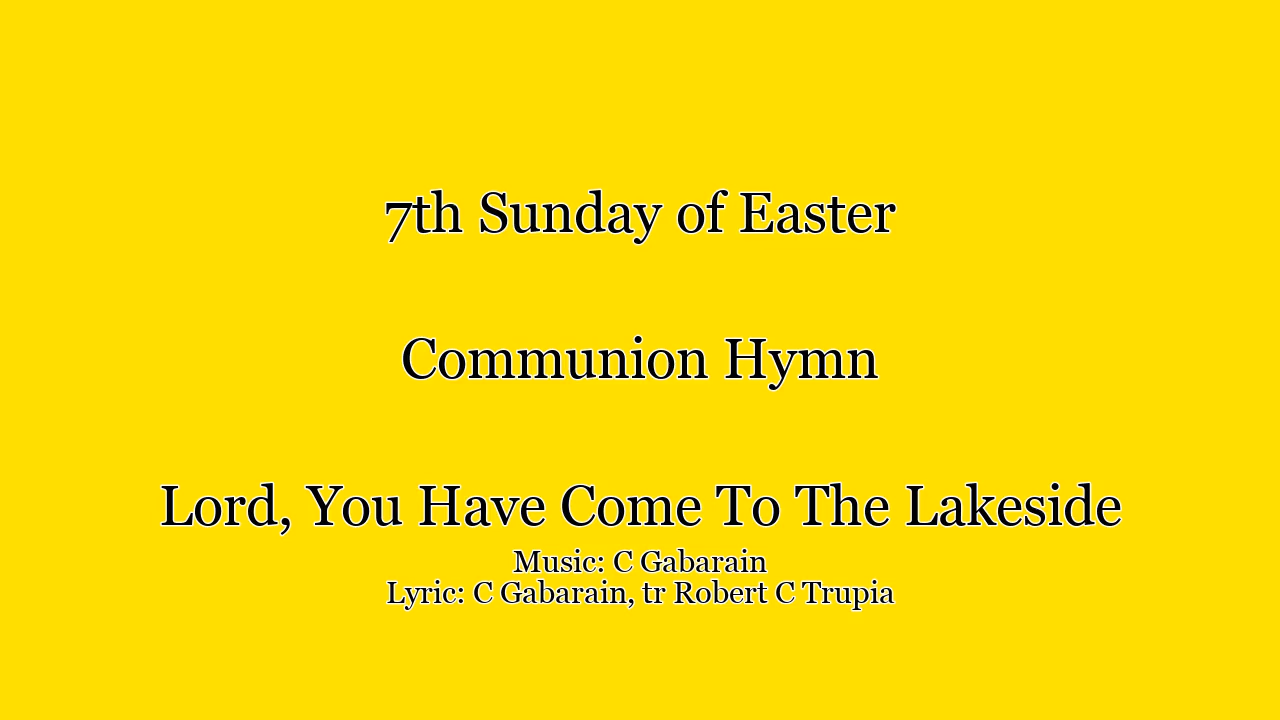 7th Sunday of Easter
Communion Hymn
Lord, You Have Come To The Lakeside
Music: C Gabarain
Lyric: C Gabarain, tr Robert C Trupia